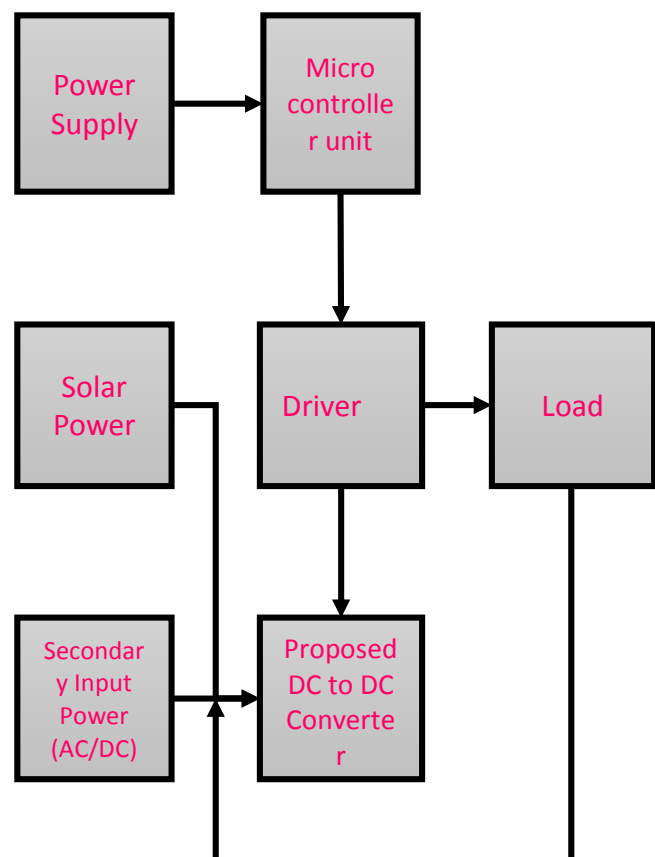 Power
Supply
Micro
controlle
r unit
Solar
Power
Driver
Load
Secondar
y Input
Power
(AC/DC)
Proposed
DC to DC
Converte
r